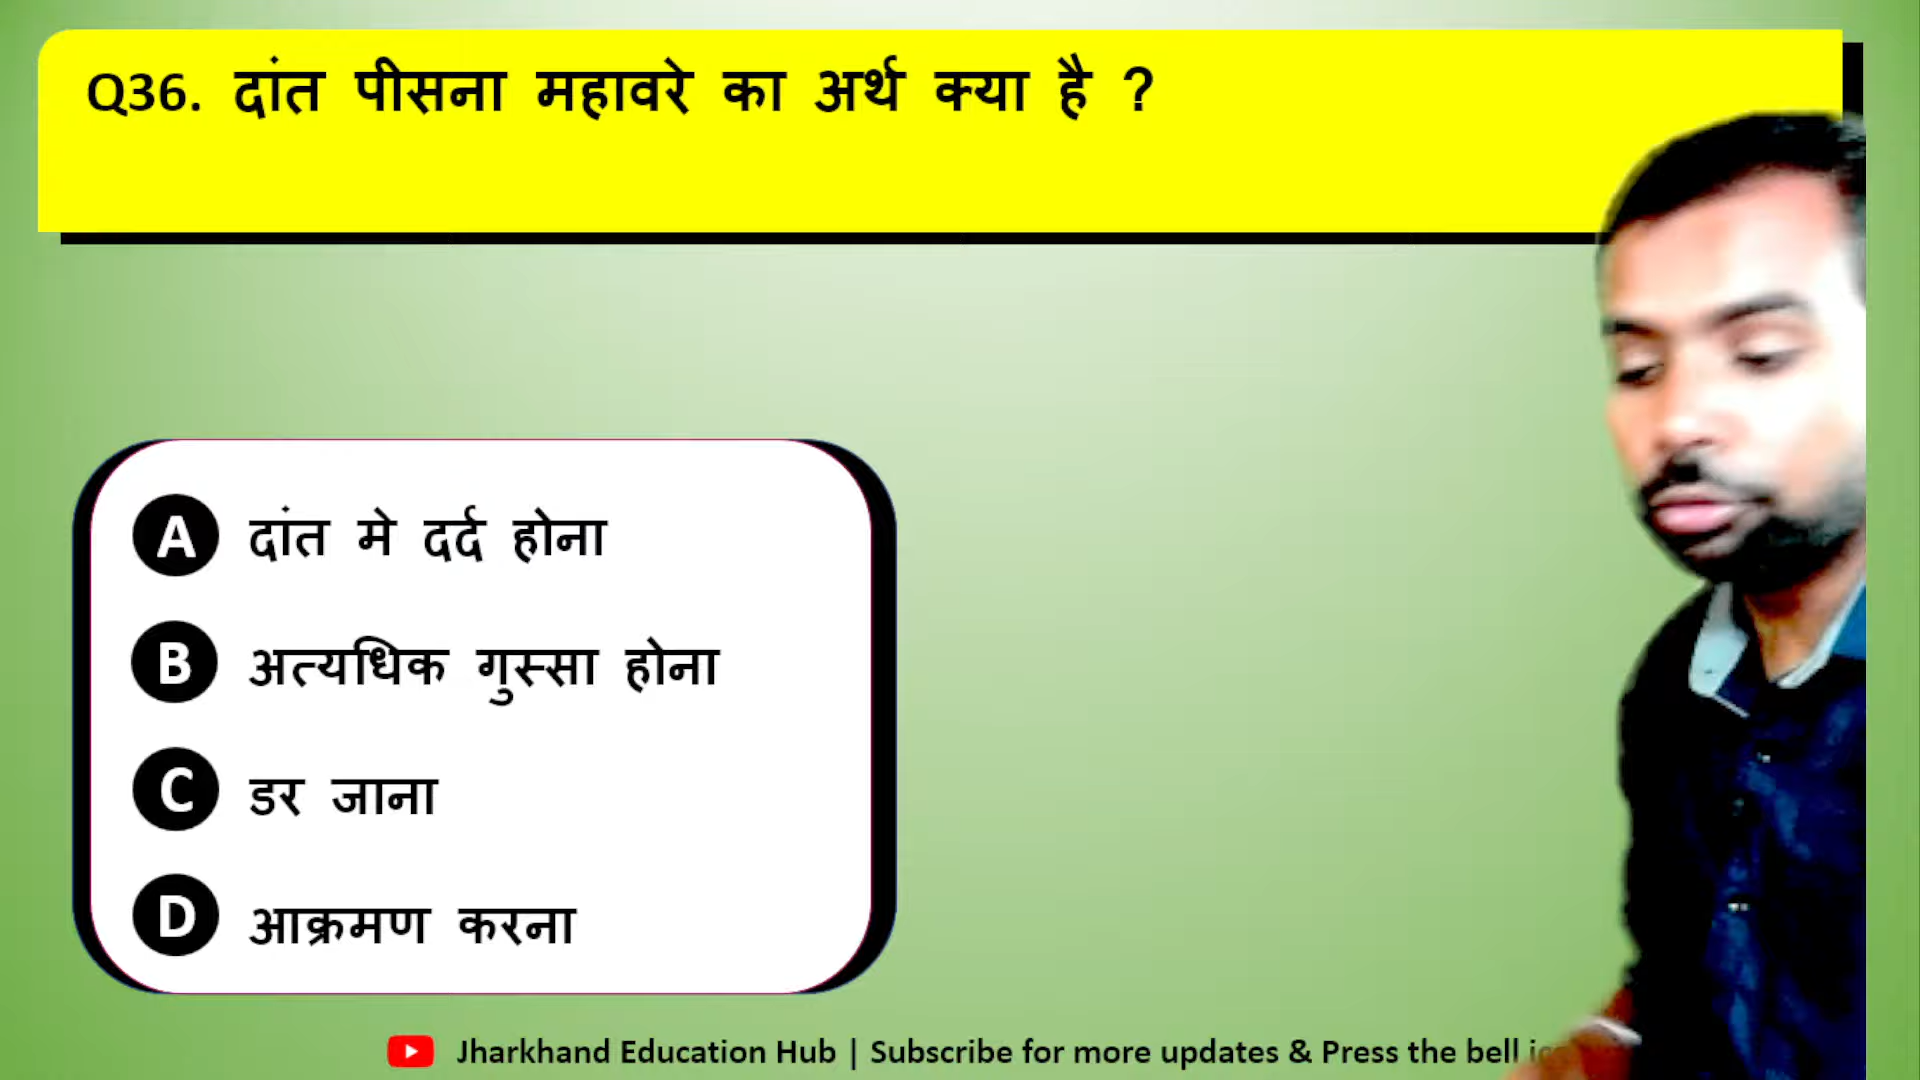 Q36. दांत पीसना महावरे का अर्थ क्या है ?
A दांत मे दर्द होना
B अत्यधिक गुस्सा होना
C डर जाना
D आक्रमण करना
Jharkhand Education Hub | Subscribe for more updates & Press the bell